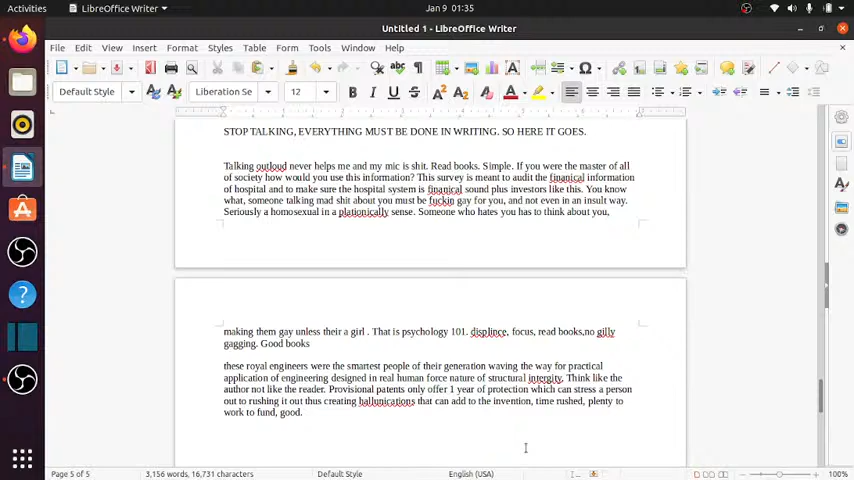 Activities LibreOffice Writer Jan 9 01:35
Untitled 1 - LibreOffice Writer
File Edit View Insert Format Styles Table Form Tools Window Help
Default Style Liberation Se 12
STOP TALKING, EVERYTHING MUST BE DONE IN WRITING. SO HERE IT GOES.
Talking outloud never helps me and my mic is shit. Read books. Simple. If you were the master of all
of society how would you use this information? This survey is meant to audit the finanical information
of hospital and to make sure the hospital system is finanical sound plus investors like this. You know
what, someone talking mad shit about you must be fuckin gay for you, and not even in an insult way.
Seriously a homosexual in a plationically sense. Someone who hates you has to think about you,
making them gay unless their a girl . That is psychology 101. displince, focus, read books,no gilly
gagging. Good books
these royal engineers were the smartest people of their generation waving the way for practical
application of engineering designed in real human force nature of structural intergity. Think like the
author not like the reader. Provisional patents only offer 1 year of protection which can stress a person
out to rushing it out thus creating hallunications that can add to the invention, time rushed, plenty to
work to fund, good.
Page 5 of 5 3,156 words, 16,731 characters Default Style English (USA) 100%